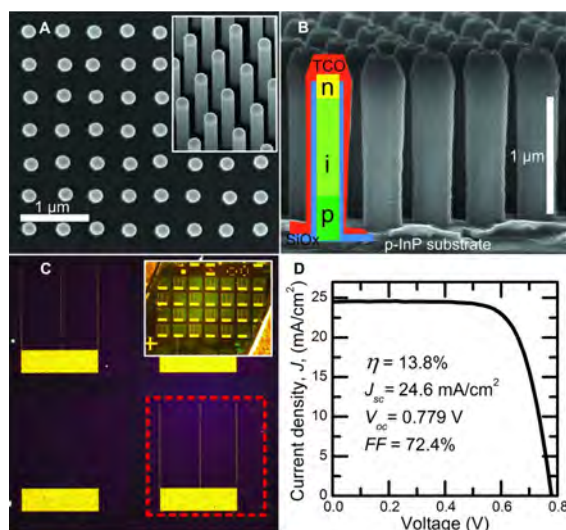 A
1 µm
B
TCO
n
i
p
1 µm
SiOx
p-InP substrate
C
D
Current density, J, (mA/cm²)
25
20
15
10
5
0
η = 13.8%
Jsc = 24.6 mA/cm²
Voc = 0.779 V
FF = 72.4%
0.0 0.2 0.4 0.6 0.8
Voltage (V)